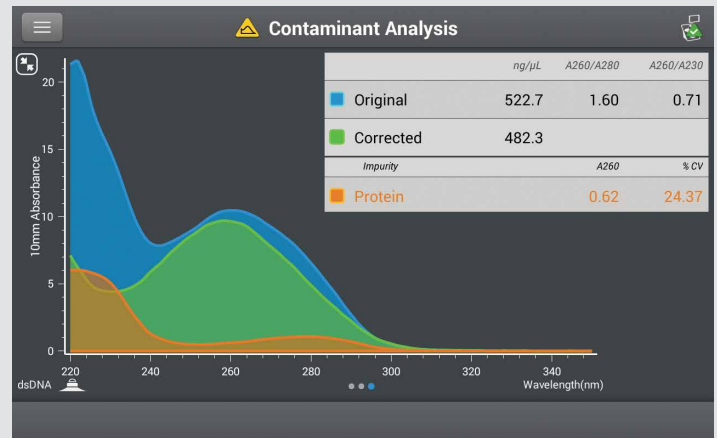 Contaminant Analysis
ng/µL A260/A280 A260/A230
Original 522.7 1.60 0.71
Corrected 482.3
Impurity A260 % CV
Protein 0.62 24.37
10mm Absorbance
20
15
10
5
0
220 240 260 280 300 320 340
dsDNA Wavelength(nm)